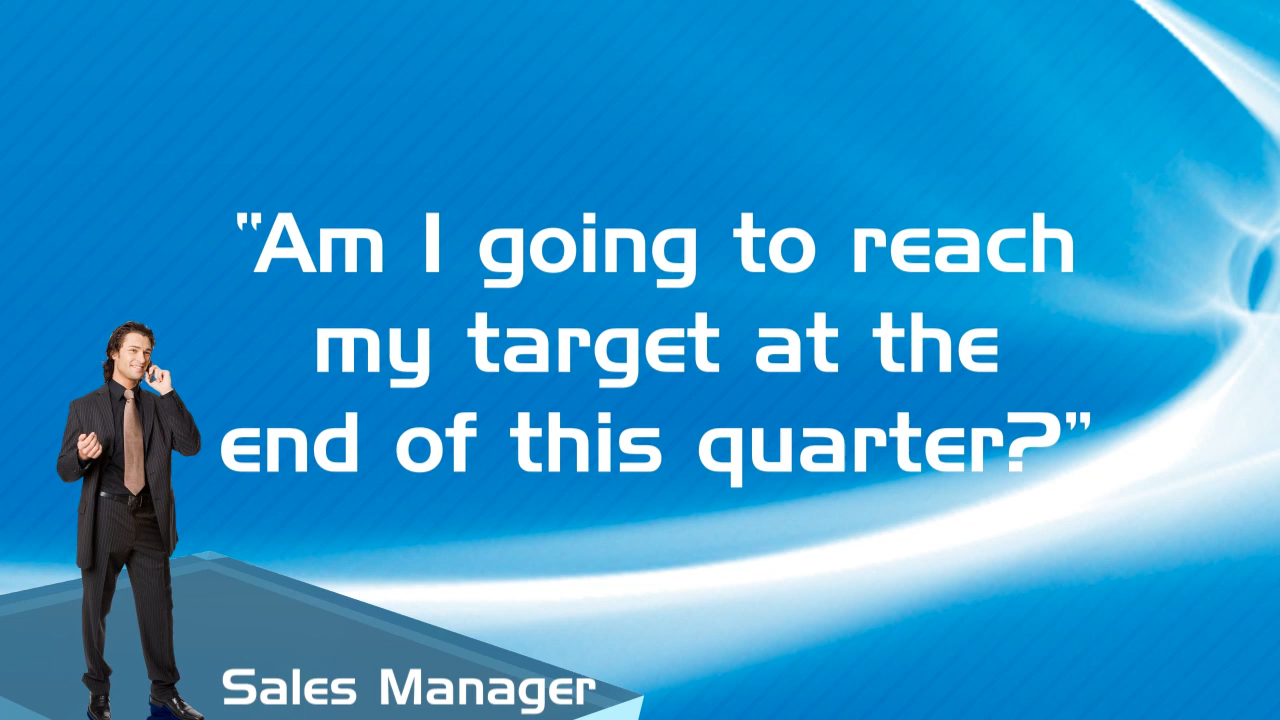 “Am I going to reach
my target at the
end of this quarter?”
Sales Manager